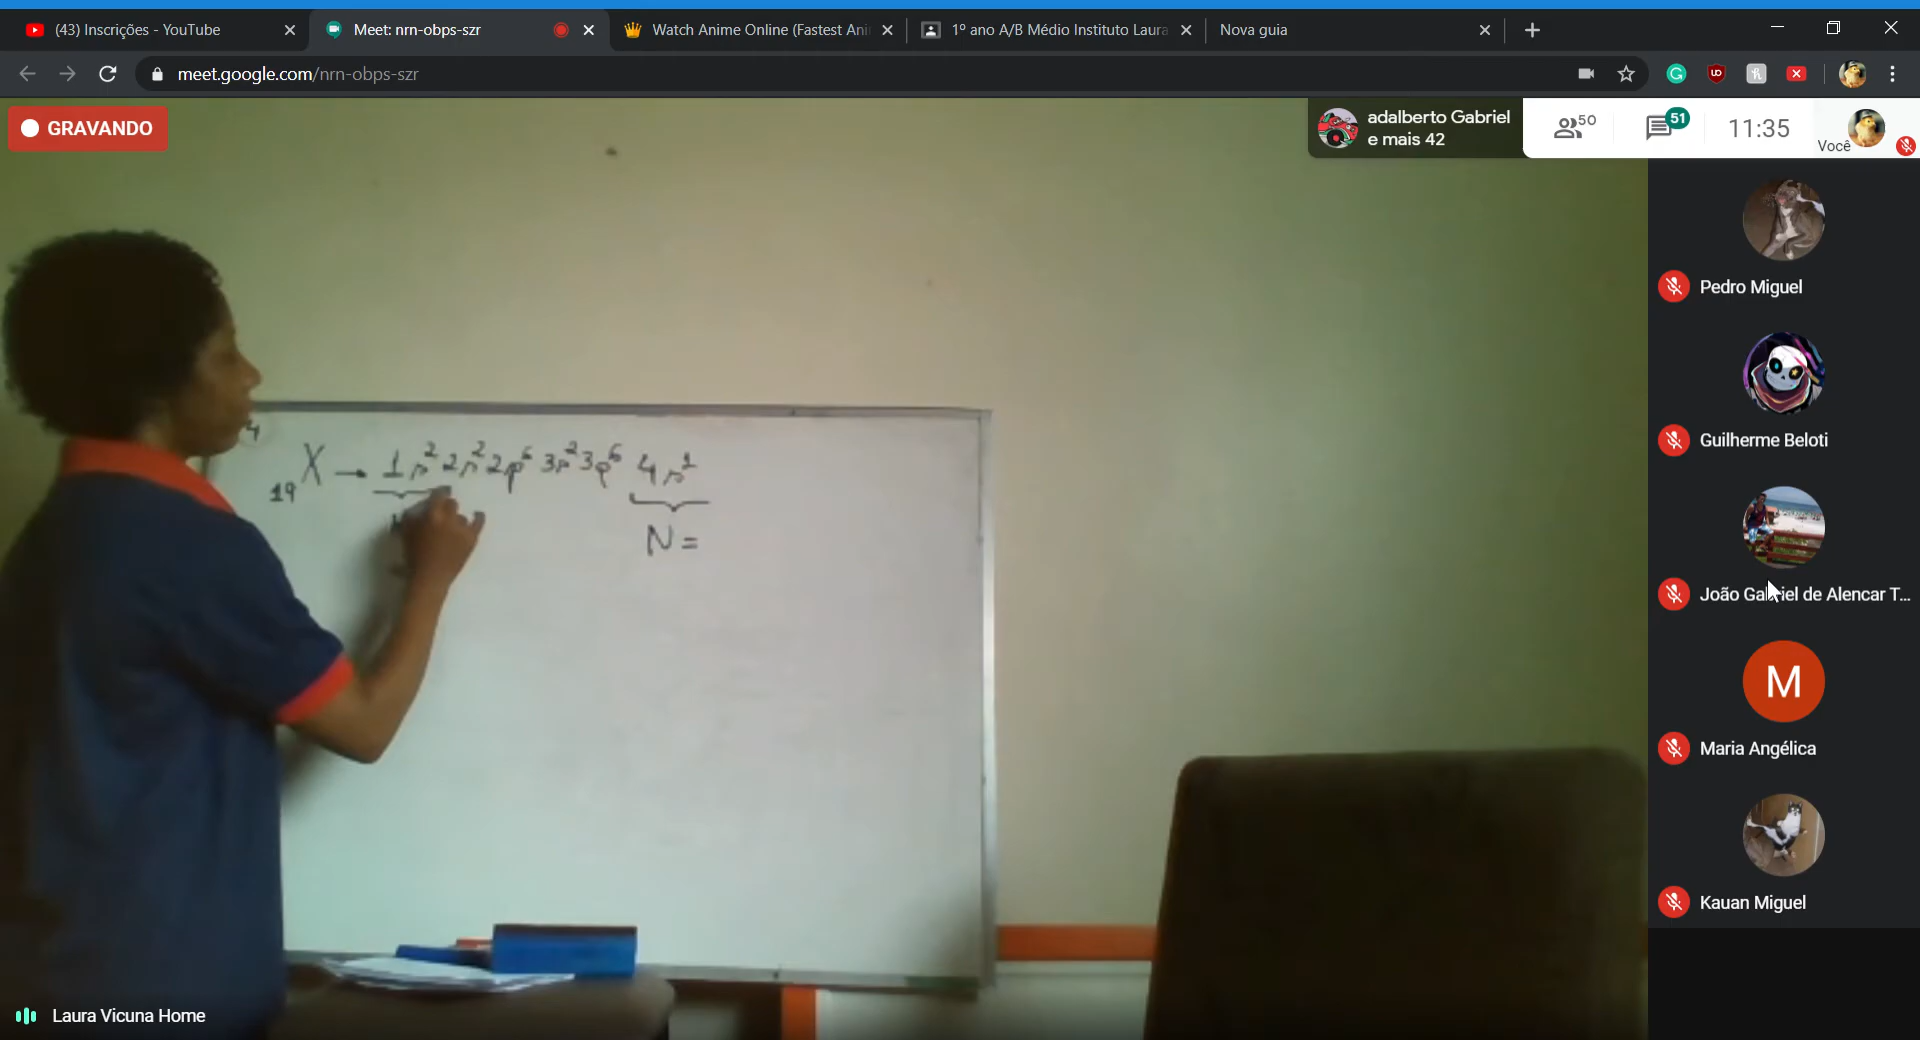 (43) Inscrições - YouTube
Meet: nrn-obps-szr
Watch Anime Online (Fastest Ani
1º ano A/B Médio Instituto Laura
Nova guia
meet.google.com/nrn-obps-szr
GRAVANDO
adalberto Gabriel
e mais 42
50
51
11:35
Você
Pedro Miguel
Guilherme Beloti
João Gabriel de Alencar T...
Maria Angélica
M
Kauan Miguel
19 X → 1s² 2s² 2p⁶ 3s² 3p⁶ 4s¹
N =
Laura Vicuna Home